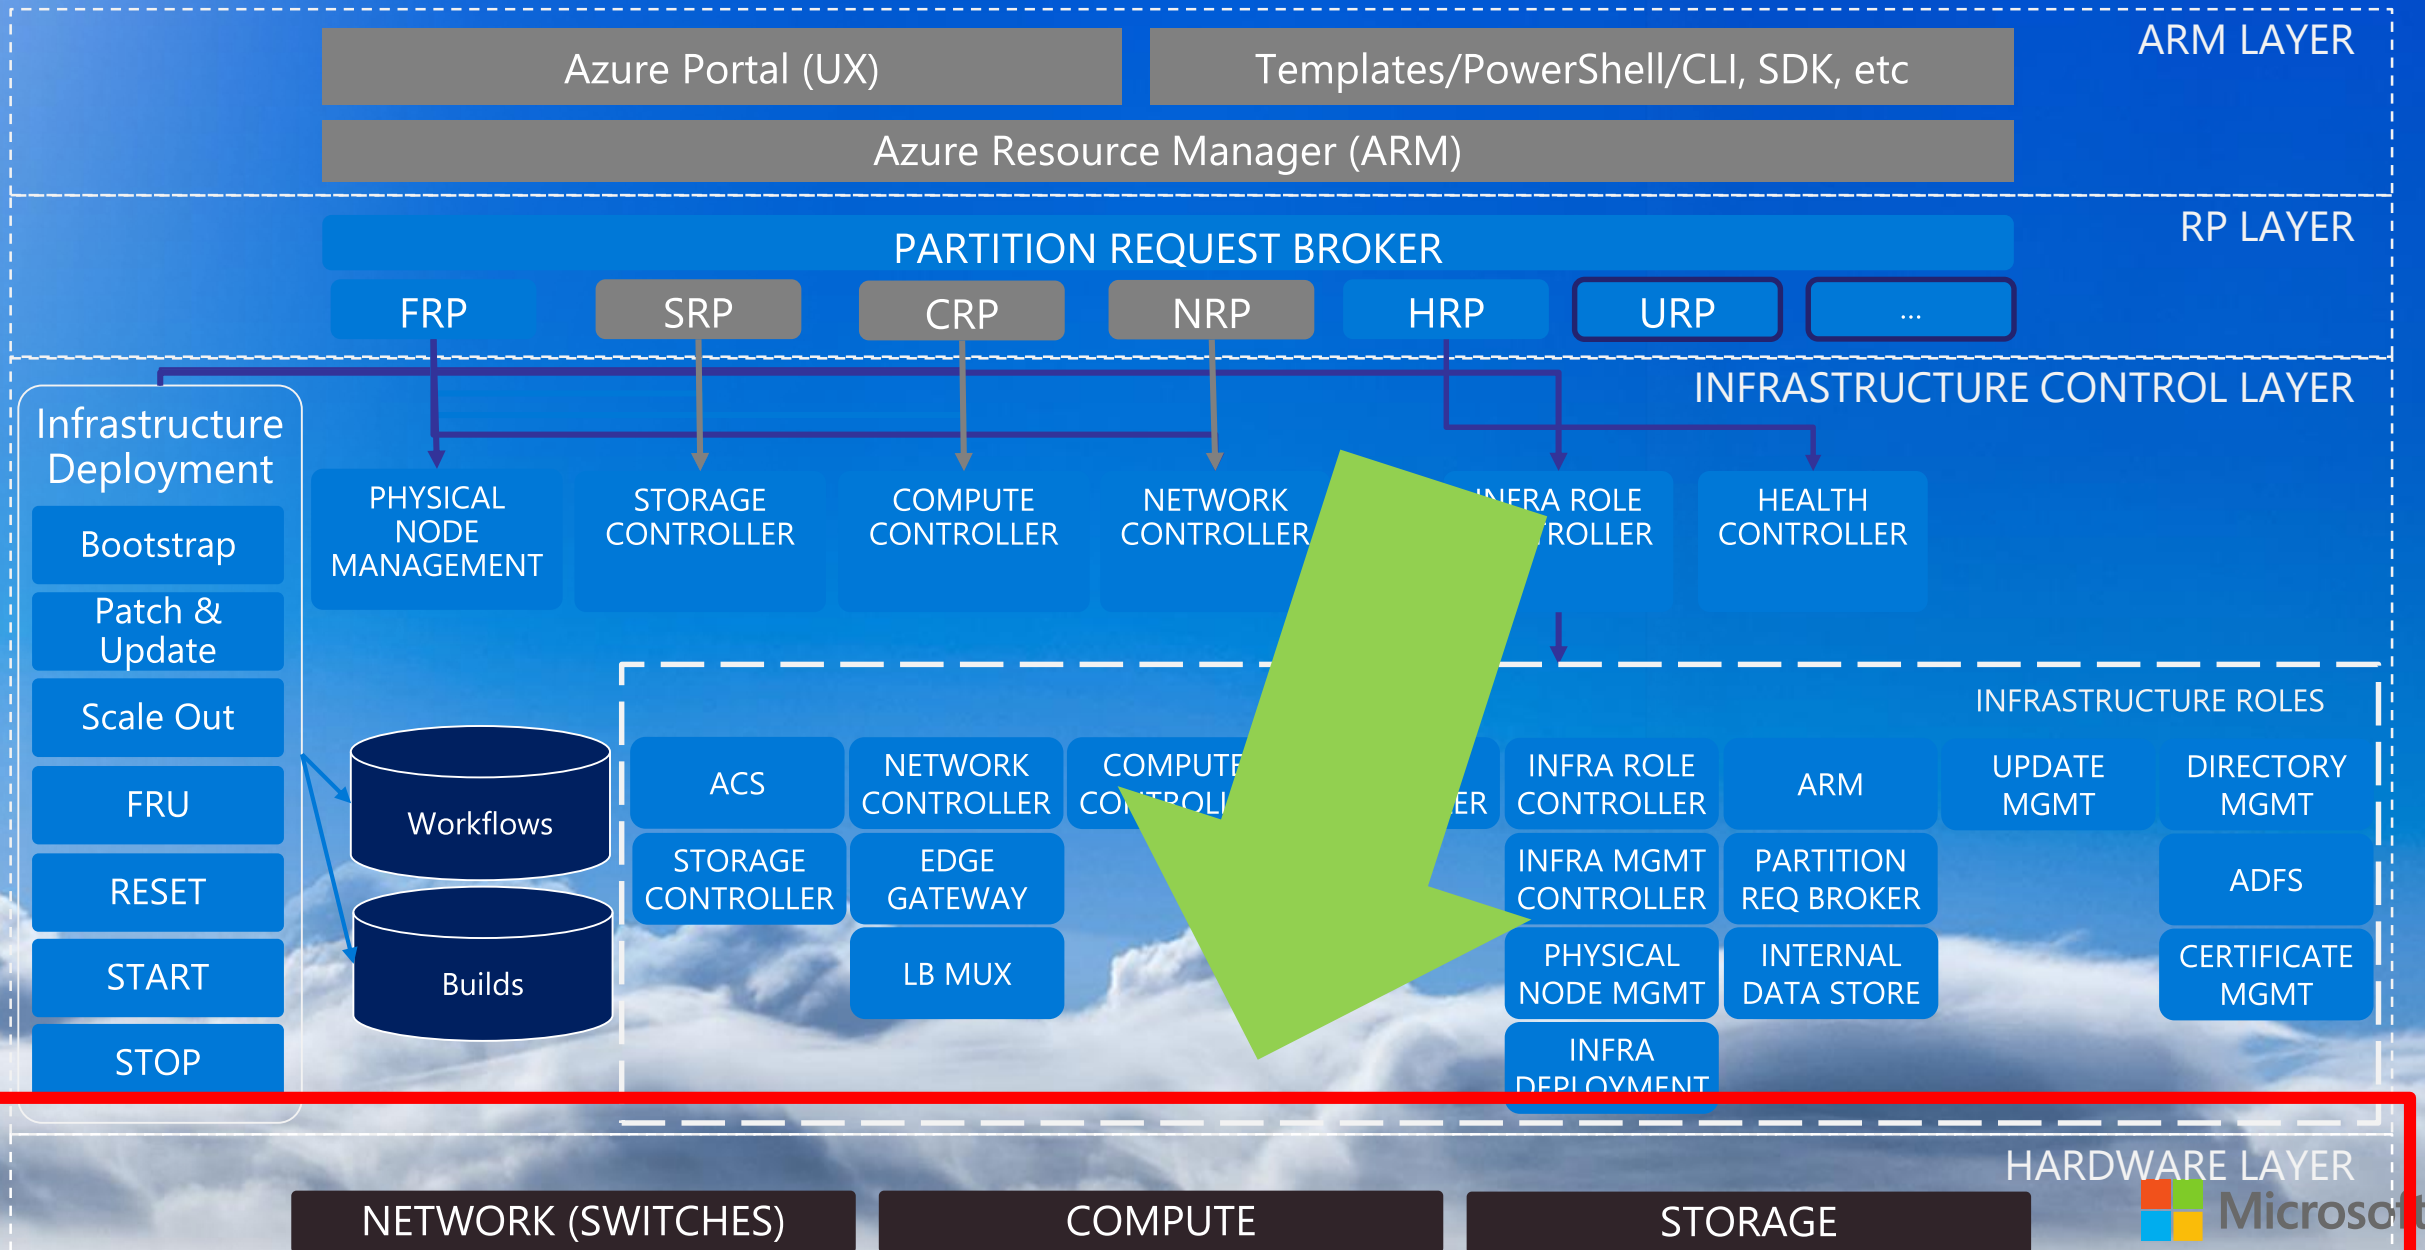 ARM LAYER
Azure Portal (UX)
Templates/PowerShell/CLI, SDK, etc
Azure Resource Manager (ARM)
RP LAYER
PARTITION REQUEST BROKER
FRP
SRP
CRP
NRP
HRP
URP
...
INFRASTRUCTURE CONTROL LAYER
Infrastructure
Deployment
Bootstrap
Patch &
Update
Scale Out
FRU
RESET
START
STOP
PHYSICAL
NODE
MANAGEMENT
STORAGE
CONTROLLER
COMPUTE
CONTROLLER
NETWORK
CONTROLLER
ROLE
HEALTH
CONTROLLER
Workflows
Builds
INFRASTRUCTURE ROLES
ACS
STORAGE
CONTROLLER
NETWORK
CONTROLLER
EDGE
GATEWAY
LB MUX
COMPUTE
INFRA ROLE
CONTROLLER
INFRA MGMT
CONTROLLER
PHYSICAL
NODE MGMT
INFRA
DEPLOYMENT
ARM
PARTITION
REQ BROKER
INTERNAL
DATA STORE
UPDATE
MGMT
DIRECTORY
MGMT
ADFS
CERTIFICATE
MGMT
HARDWARE LAYER
NETWORK (SWITCHES)
COMPUTE
STORAGE
Microsoft